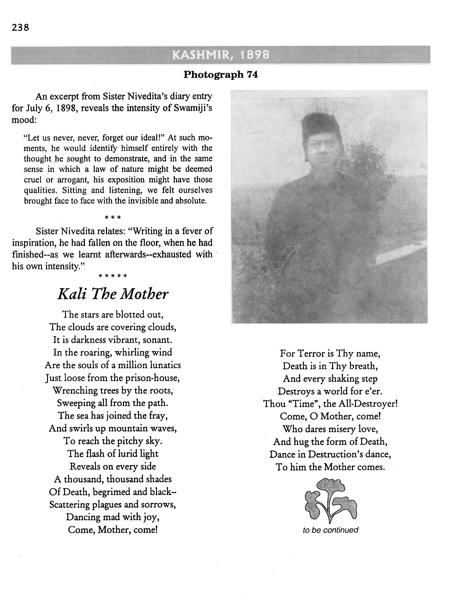 238
KASHMIR, 1898
Photograph 74
An excerpt from Sister Nivedita's diary entry
for July 6, 1898, reveals the intensity of Swamiji's
mood:
"Let us never, never, forget our ideal!" At such mo-
ments, he would identify himself entirely with the
thought he sought to demonstrate, and in the same
sense in which a law of nature might be deemed
cruel or arrogant, his exposition might have those
qualities. Sitting and listening, we felt ourselves
brought face to face with the invisible and absolute.
***
Sister Nivedita relates: "Writing in a fever of
inspiration, he had fallen on the floor, when he had
finished--as we learnt afterwards--exhausted with
his own intensity."
*****
Kali The Mother
The stars are blotted out,
The clouds are covering clouds,
It is darkness vibrant, sonant.
In the roaring, whirling wind
Are the souls of a million lunatics
Just loose from the prison-house,
Wrenching trees by the roots,
Sweeping all from the path.
The sea has joined the fray,
And swirls up mountain waves,
To reach the pitchy sky.
The flash of lurid light
Reveals on every side
A thousand, thousand shades
Of Death, begrimed and black--
Scattering plagues and sorrows,
Dancing mad with joy,
Come, Mother, come!
For Terror is Thy name,
Death is in Thy breath,
And every shaking step
Destroys a world for e'er.
Thou "Time", the All-Destroyer!
Come, O Mother, come!
Who dares misery love,
And hug the form of Death,
Dance in Destruction's dance,
To him the Mother comes.
to be continued